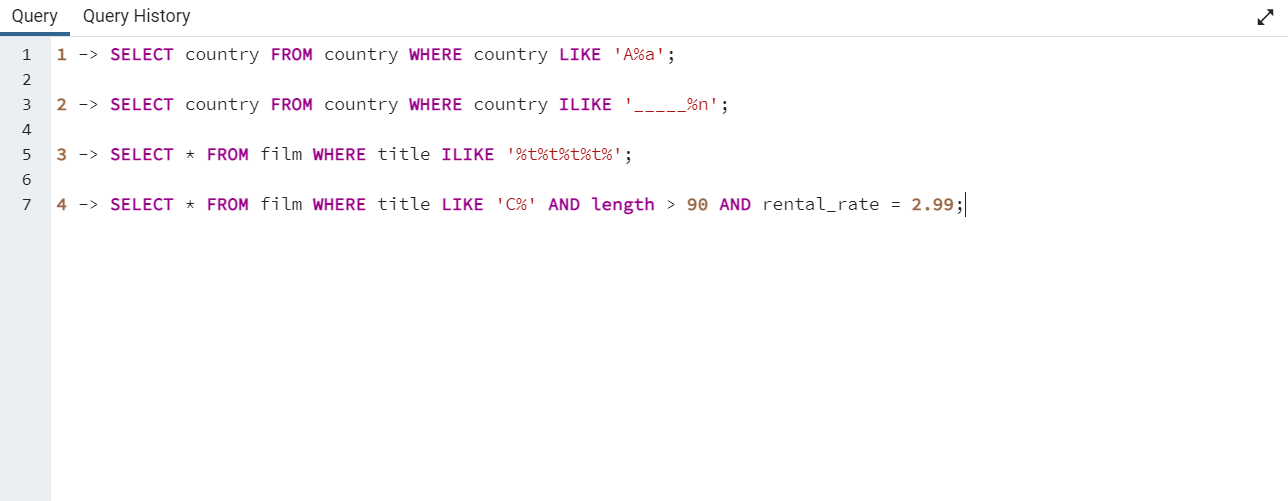 Query Query History
1 1 -> SELECT country FROM country WHERE country LIKE 'A%a';
2
3 2 -> SELECT country FROM country WHERE country ILIKE '_____%n';
4
5 3 -> SELECT * FROM film WHERE title ILIKE '%t%t%t%t%';
6
7 4 -> SELECT * FROM film WHERE title LIKE 'C%' AND length > 90 AND rental_rate = 2.99;